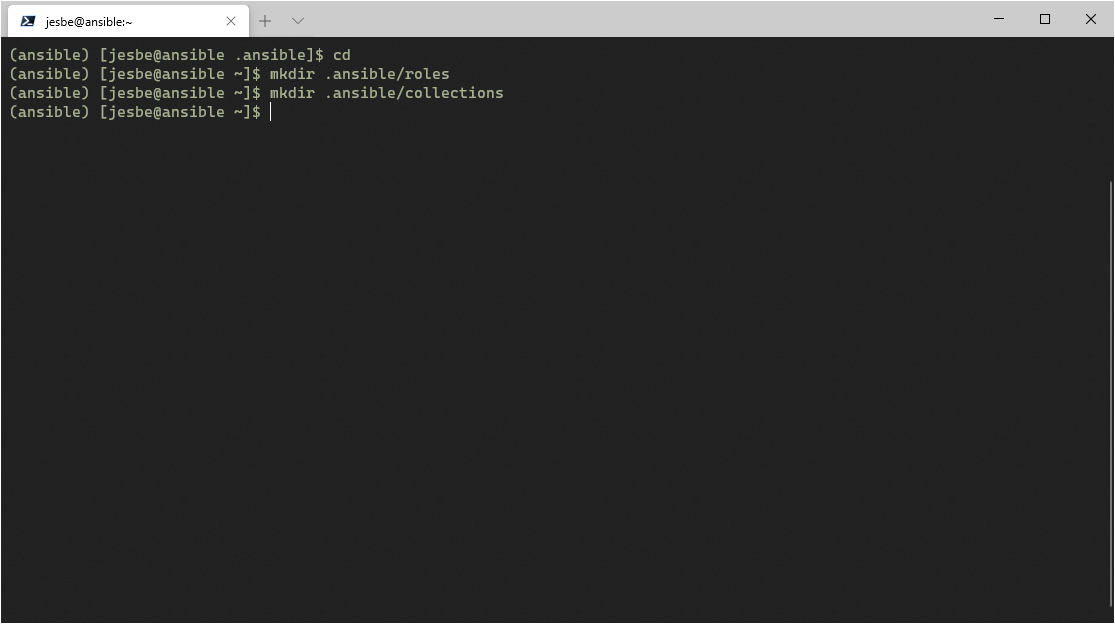 jesbe@ansible:~
(ansible) [jesbe@ansible .ansible]$ cd
(ansible) [jesbe@ansible ~]$ mkdir .ansible/roles
(ansible) [jesbe@ansible ~]$ mkdir .ansible/collections
(ansible) [jesbe@ansible ~]$